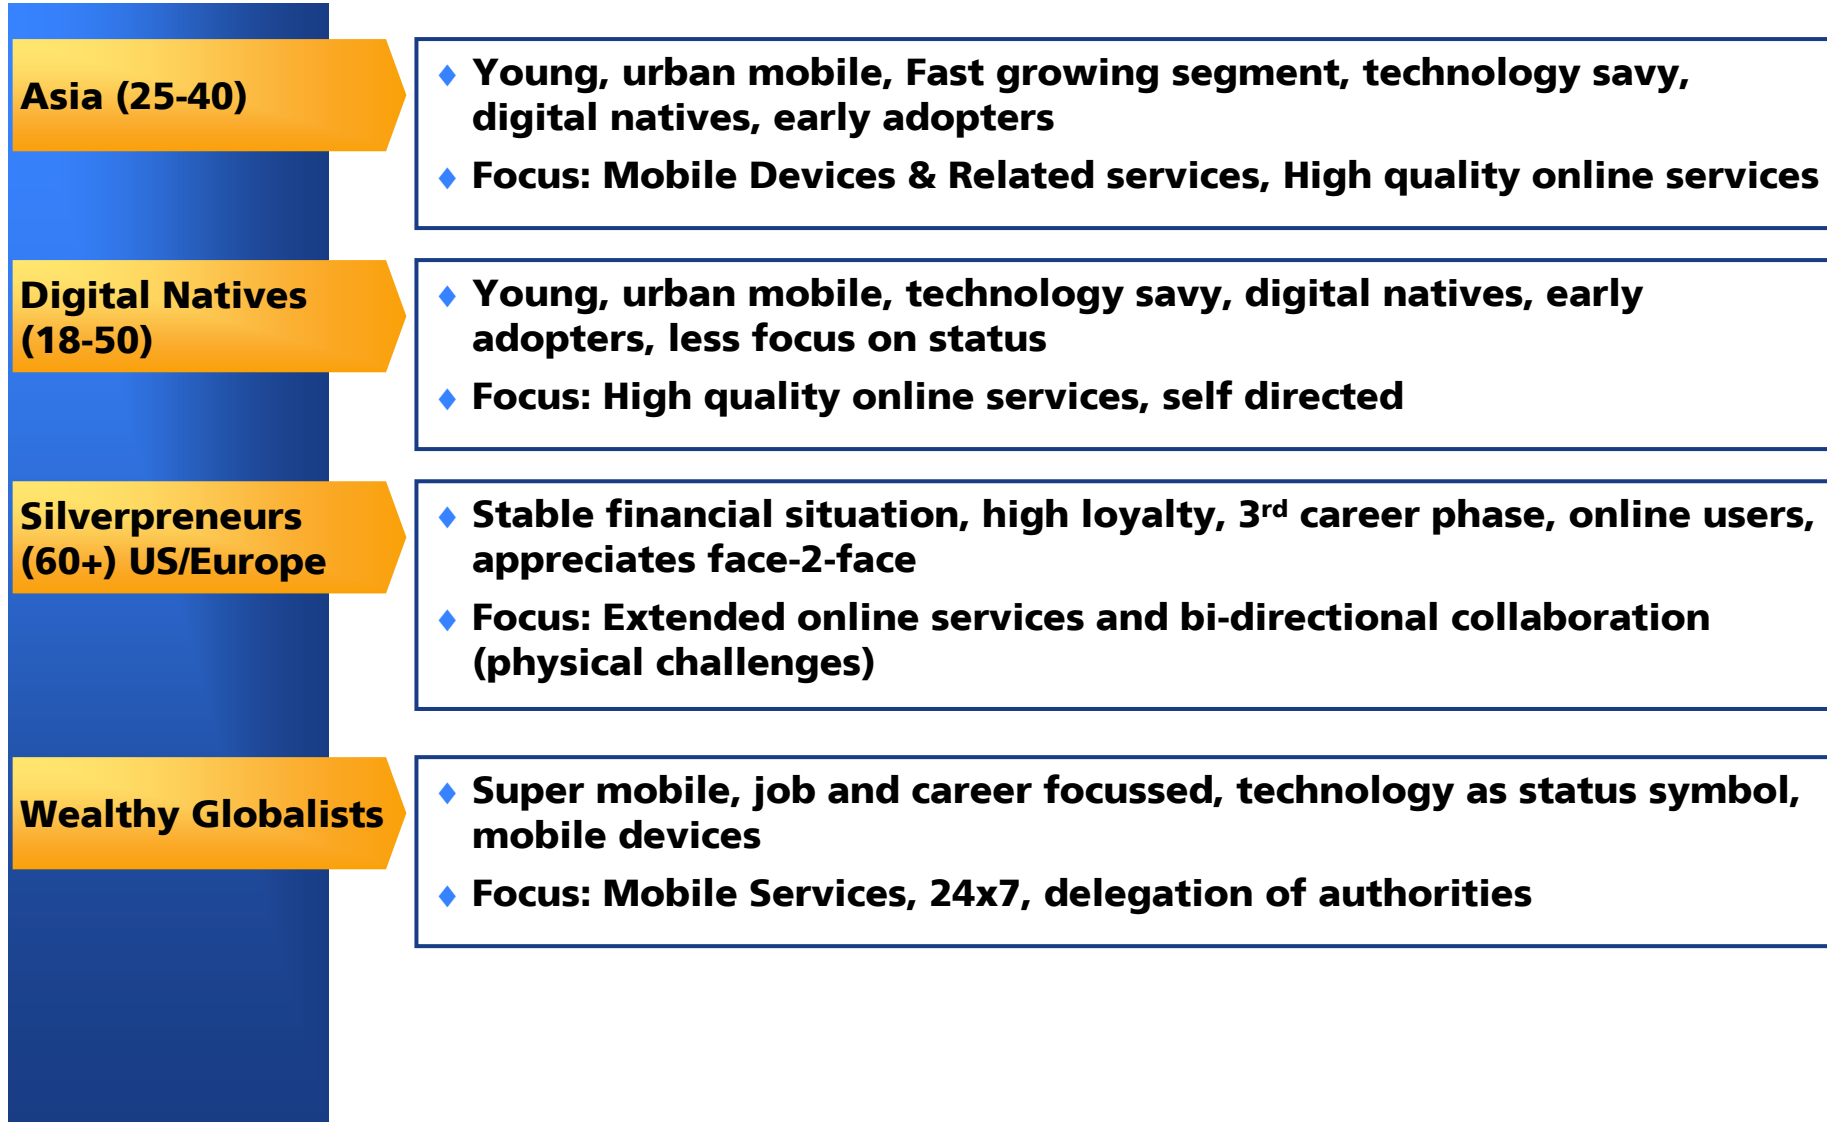 Asia (25-40)
♦ Young, urban mobile, Fast growing segment, technology savy,
digital natives, early adopters
♦ Focus: Mobile Devices & Related services, High quality online services
Digital Natives
(18-50)
♦ Young, urban mobile, technology savy, digital natives, early
adopters, less focus on status
♦ Focus: High quality online services, self directed
Silverpreneurs
(60+) US/Europe
♦ Stable financial situation, high loyalty, 3rd career phase, online users,
appreciates face-2-face
♦ Focus: Extended online services and bi-directional collaboration
(physical challenges)
Wealthy Globalists
♦ Super mobile, job and career focussed, technology as status symbol,
mobile devices
♦ Focus: Mobile Services, 24x7, delegation of authorities